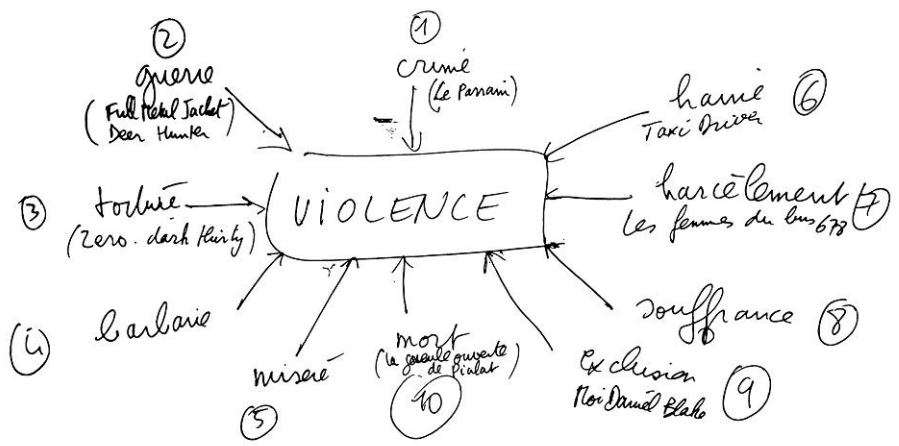 1
crime
(Le Parrain)
2
guerre
(Full Metal Jacket
Deer Hunter)
3
torture
(Zero. dark thirty)
4
barbarie
5
misère
VIOLENCE
haine 6
Taxi Driver
harcèlement 7
Les femmes du bus 678
souffrance 8
Exclusion
Moi Daniel Blake 9
mort
(la gueule ouverte
de Pialat)
10